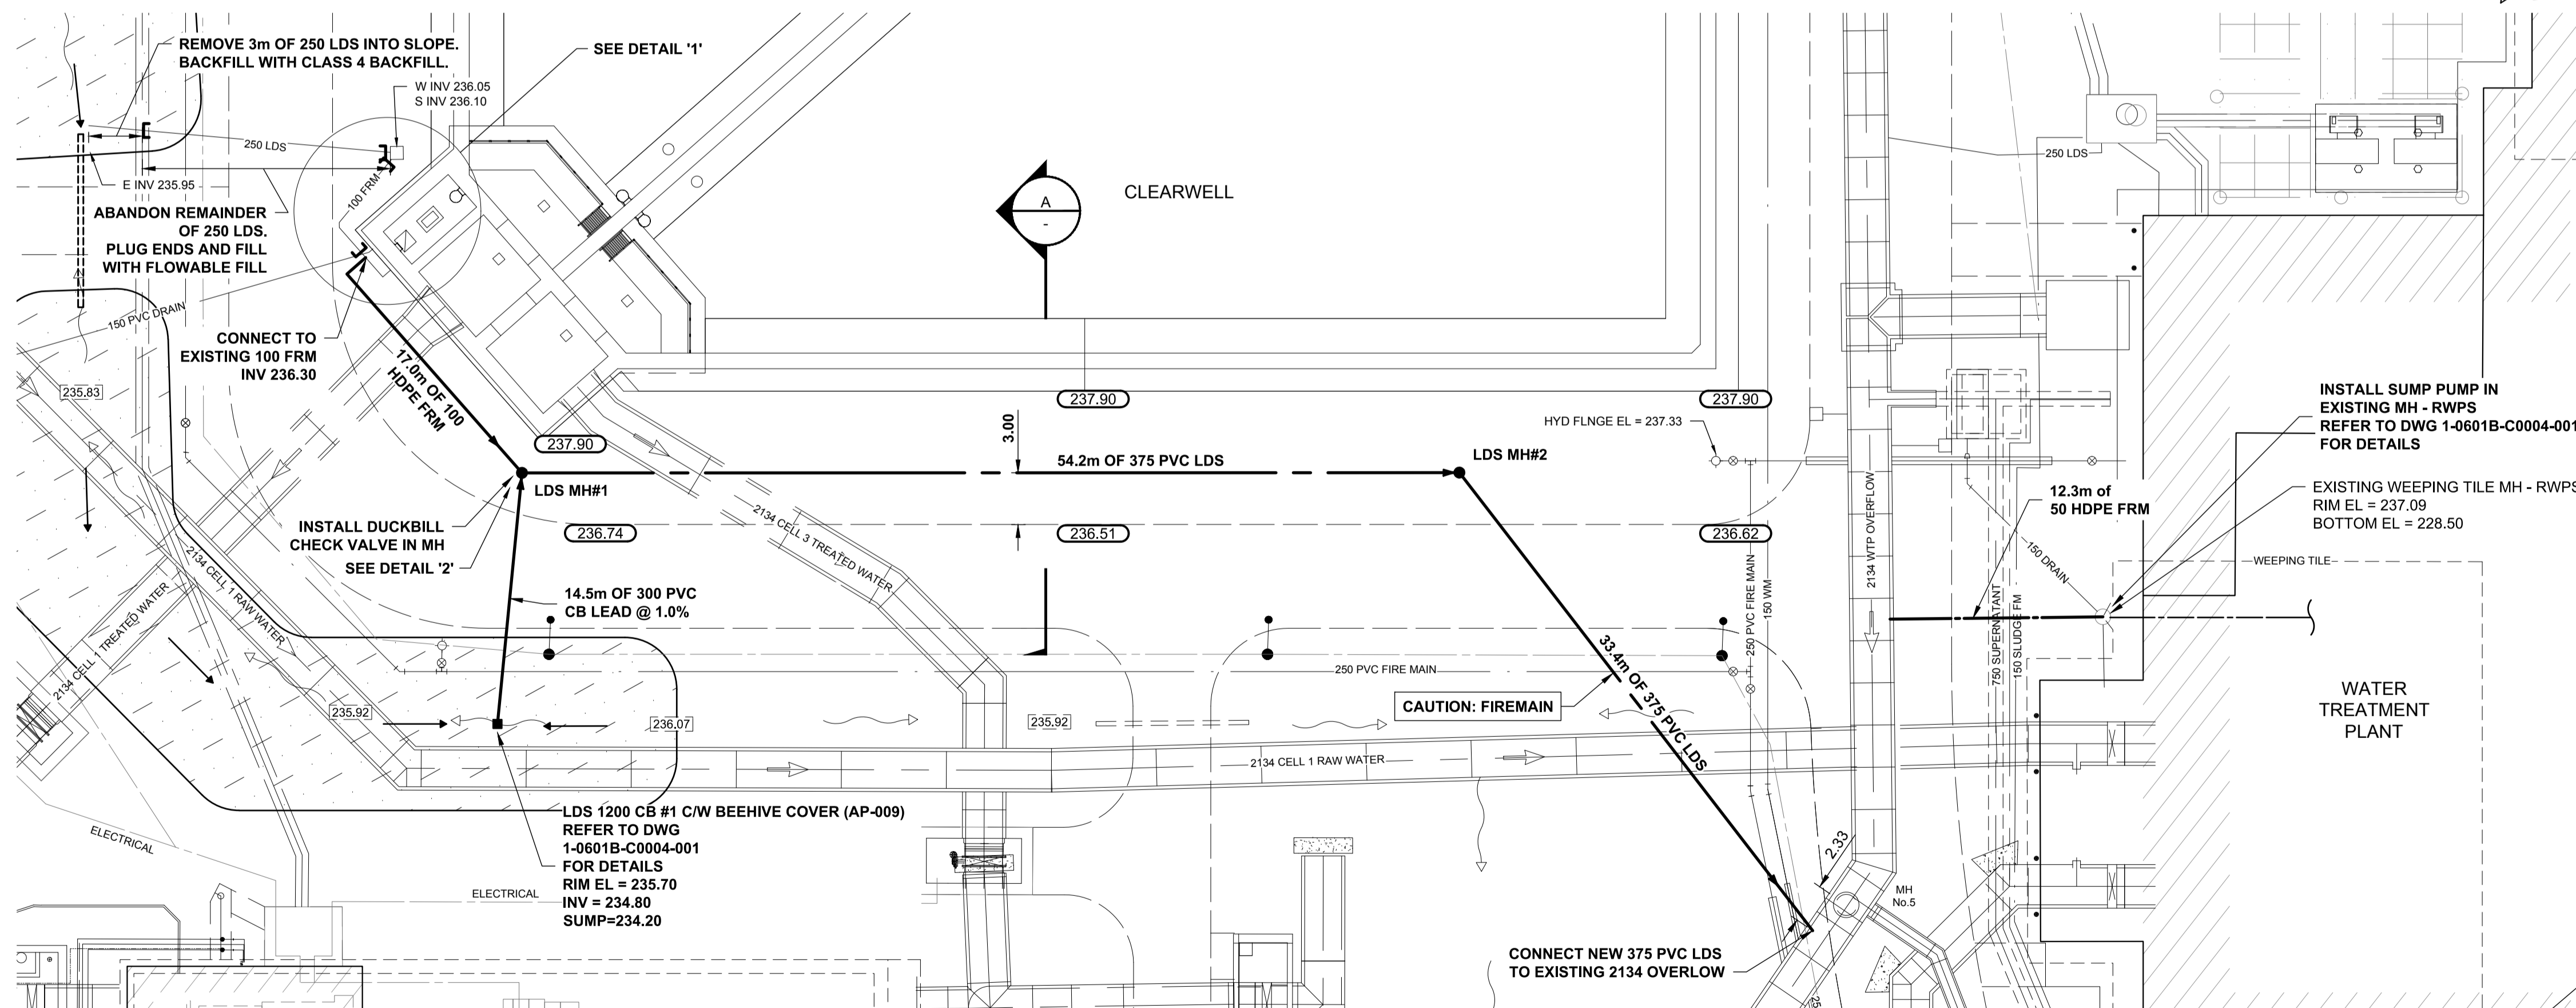 REMOVE 3m OF 250 LDS INTO SLOPE.
BACKFILL WITH CLASS 4 BACKFILL.
SEE DETAIL '1'
W INV 236.05
S INV 236.10
250 LDS
100 FRM
E INV 235.95
ABANDON REMAINDER
OF 250 LDS.
PLUG ENDS AND FILL
WITH FLOWABLE FILL
150 PVC DRAIN
CONNECT TO
EXISTING 100 FRM
INV 236.30
17.0m OF 100
HDPE FRM
235.83
A
-
CLEARWELL
237.90
237.90
237.90
3.00
HYD FLNGE EL = 237.33
54.2m OF 375 PVC LDS
LDS MH#1
LDS MH#2
INSTALL DUCKBILL
CHECK VALVE IN MH
SEE DETAIL '2'
236.74
236.51
236.62
2134 CELL 3 TREATED WATER
2134 CELL 1 RAW WATER
2134 CELL 1 TREATED WATER
14.5m OF 300 PVC
CB LEAD @ 1.0%
250 PVC FIRE MAIN
250 PVC FIRE MAIN
150 WM
33.4m OF 375 PVC LDS
CAUTION: FIREMAIN
235.92
236.07
235.92
2134 CELL 1 RAW WATER
LDS 1200 CB #1 C/W BEEHIVE COVER (AP-009)
REFER TO DWG
1-0601B-C0004-001
FOR DETAILS
RIM EL = 235.70
INV = 234.80
SUMP=234.20
ELECTRICAL
ELECTRICAL
250 LDS
2134 WTP OVERFLOW
INSTALL SUMP PUMP IN
EXISTING MH - RWPS
REFER TO DWG 1-0601B-C0004-001
FOR DETAILS
12.3m of
50 HDPE FRM
EXISTING WEEPING TILE MH - RWPS
RIM EL = 237.09
BOTTOM EL = 228.50
150 DRAIN
WEEPING TILE
750 SUPERNATANT
150 SLUDGE FM
WATER
TREATMENT
PLANT
2.33
MH
No.5
CONNECT NEW 375 PVC LDS
TO EXISTING 2134 OVERLOW